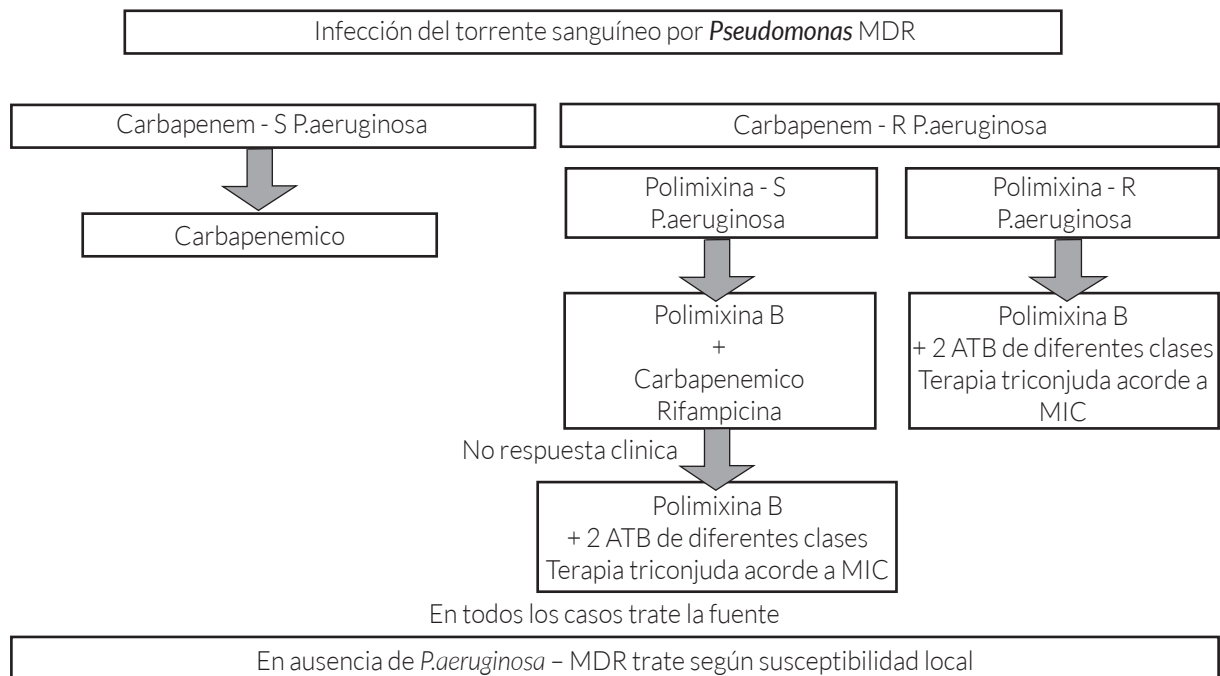 Infección del torrente sanguíneo por Pseudomonas MDR
Carbapenem - S P.aeruginosa
Carbapenemico
Carbapenem - R P.aeruginosa
Polimixina - S
P.aeruginosa
Polimixina B
+
Carbapenemico
Rifampicina
No respuesta clinica
Polimixina B
+ 2 ATB de diferentes clases
Terapia triconjuda acorde a MIC
Polimixina - R
P.aeruginosa
Polimixina B
+ 2 ATB de diferentes clases
Terapia triconjuda acorde a
MIC
En todos los casos trate la fuente
En ausencia de P.aeruginosa – MDR trate según susceptibilidad local